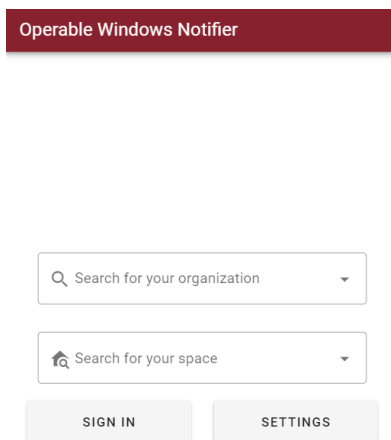 Operable Windows Notifier
Search for your organization
Search for your space
SIGN IN
SETTINGS